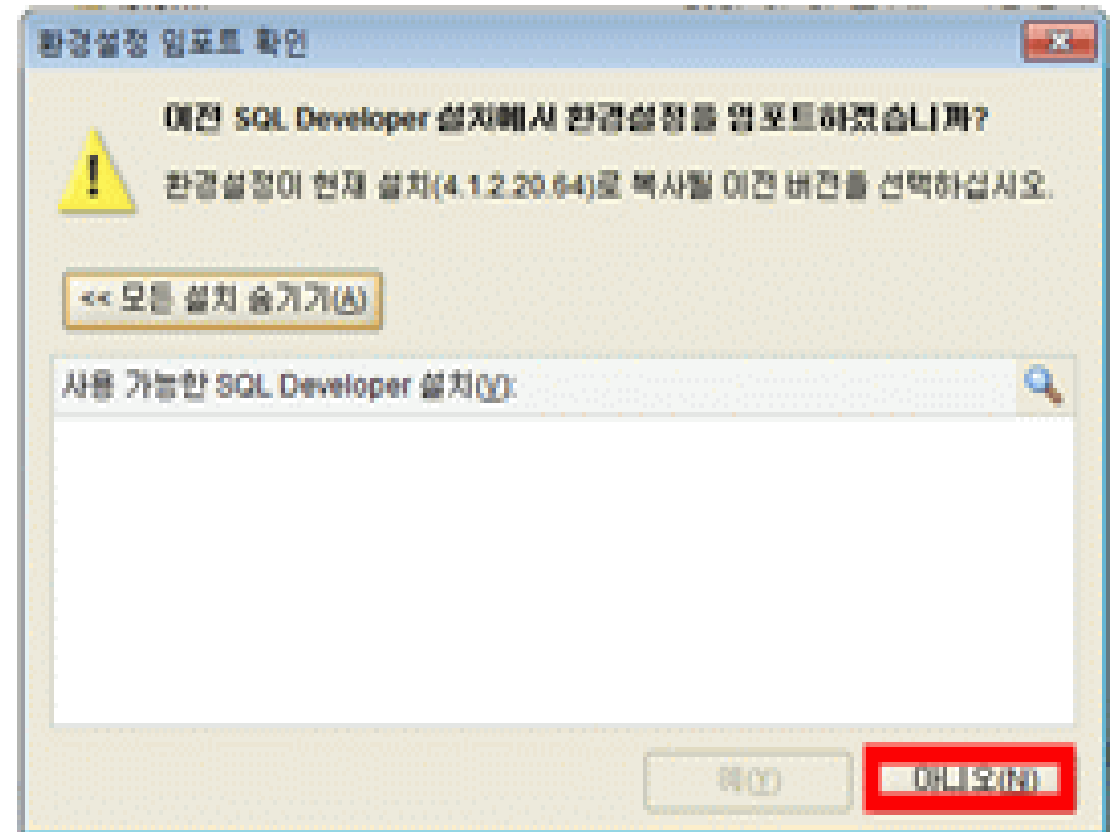 환경설정 임포트 확인
이전 SQL Developer 설치에서 환경설정을 임포트하겠습니까?
환경설정이 현재 설치(4.1.2.20.64)로 복사될 이전 버전을 선택하십시오.
<< 모든 설치 숨기기(A)
사용 가능한 SQL Developer 설치(V):
예(Y)
아니오(N)